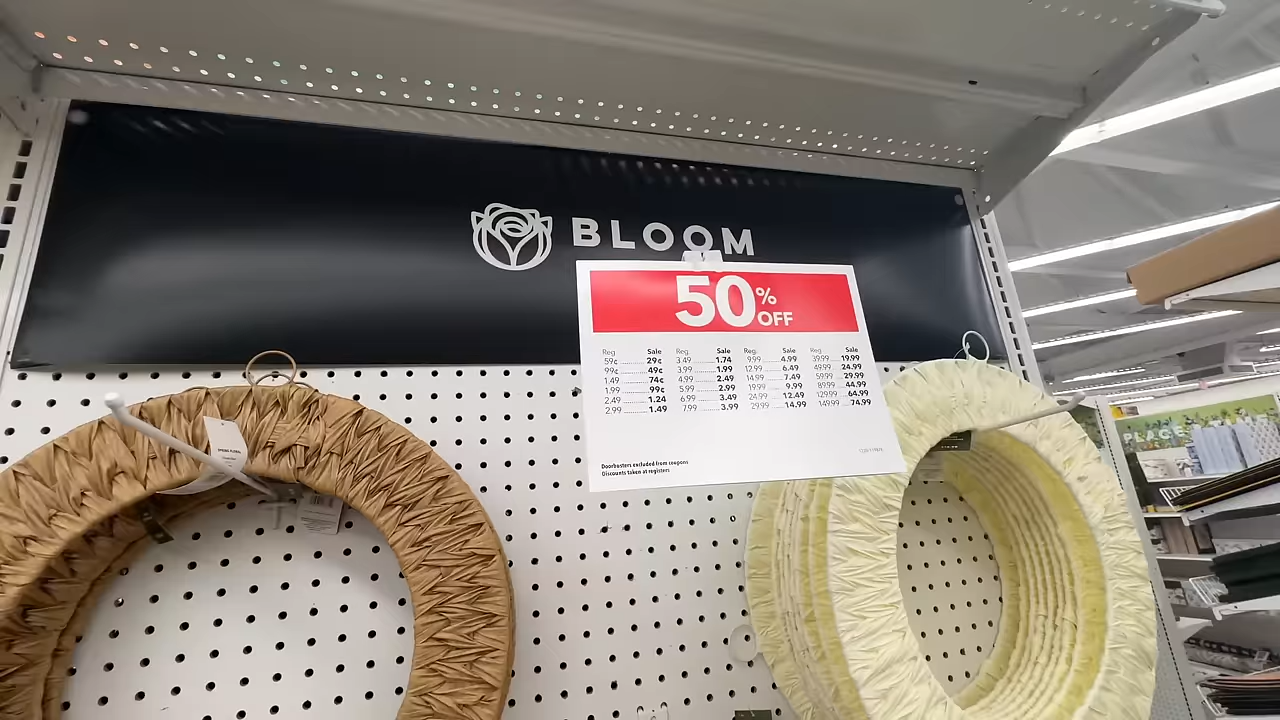 BLOOM
50% OFF
Reg. Sale Reg. Sale Reg. Sale Reg. Sale
59¢ 29¢ 3.49 1.74 9.99 4.99 39.99 19.99
99¢ 49¢ 3.99 1.99 12.99 6.49 49.99 24.99
1.49 74¢ 4.99 2.49 14.99 7.49 59.99 29.99
1.99 99¢ 5.99 2.99 19.99 9.99 89.99 44.99
2.49 1.24 6.99 3.49 24.99 12.49 129.99 64.99
2.99 1.49 7.99 3.99 29.99 14.99 149.99 74.99
Doorbusters excluded from coupons
Discounts taken at registers
SPRING FLORAL